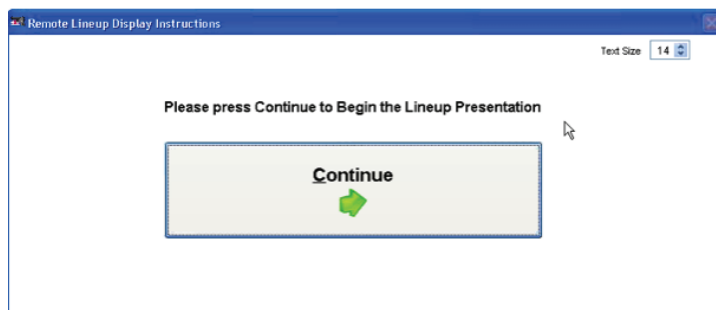 Remote Lineup Display Instructions
Text Size 14
Please press Continue to Begin the Lineup Presentation
Continue